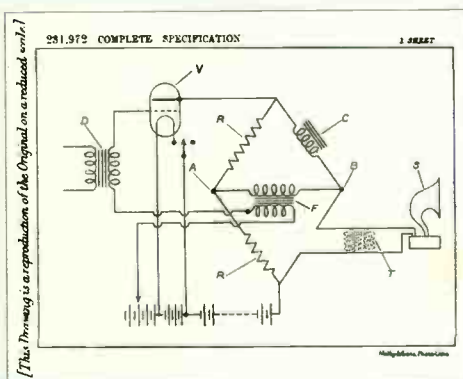 231,972 COMPLETE SPECIFICATION
1 SHEET
[This Drawing is a reproduction of the Original on a reduced scale.]
V
D
R
C
A
B
S
F
T
R